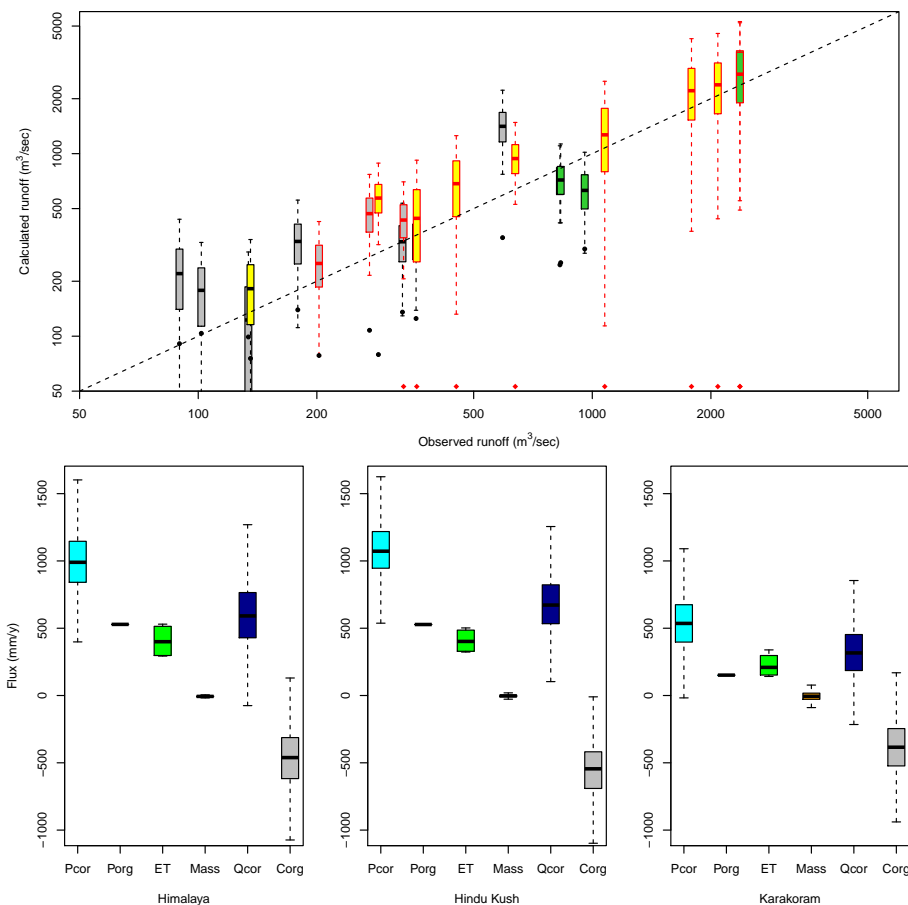 5000
2000
1000
500
200
100
50
Calculated runoff (m³/sec)
50 100 200 500 1000 2000 5000
Observed runoff (m³/sec)
Flux (mm/y)
1500
1000
500
0
−500
−1000
Pcor Porg ET Mass Qcor Corg
Himalaya
1500
1000
500
0
−500
−1000
Pcor Porg ET Mass Qcor Corg
Hindu Kush
1500
1000
500
0
−500
−1000
Pcor Porg ET Mass Qcor Corg
Karakoram